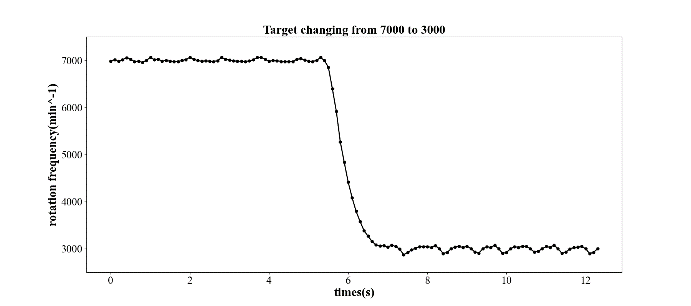 Target changing from 7000 to 3000
7000
6000
5000
4000
3000
rotation frequency(min^-1)
0 2 4 6 8 10 12
times(s)